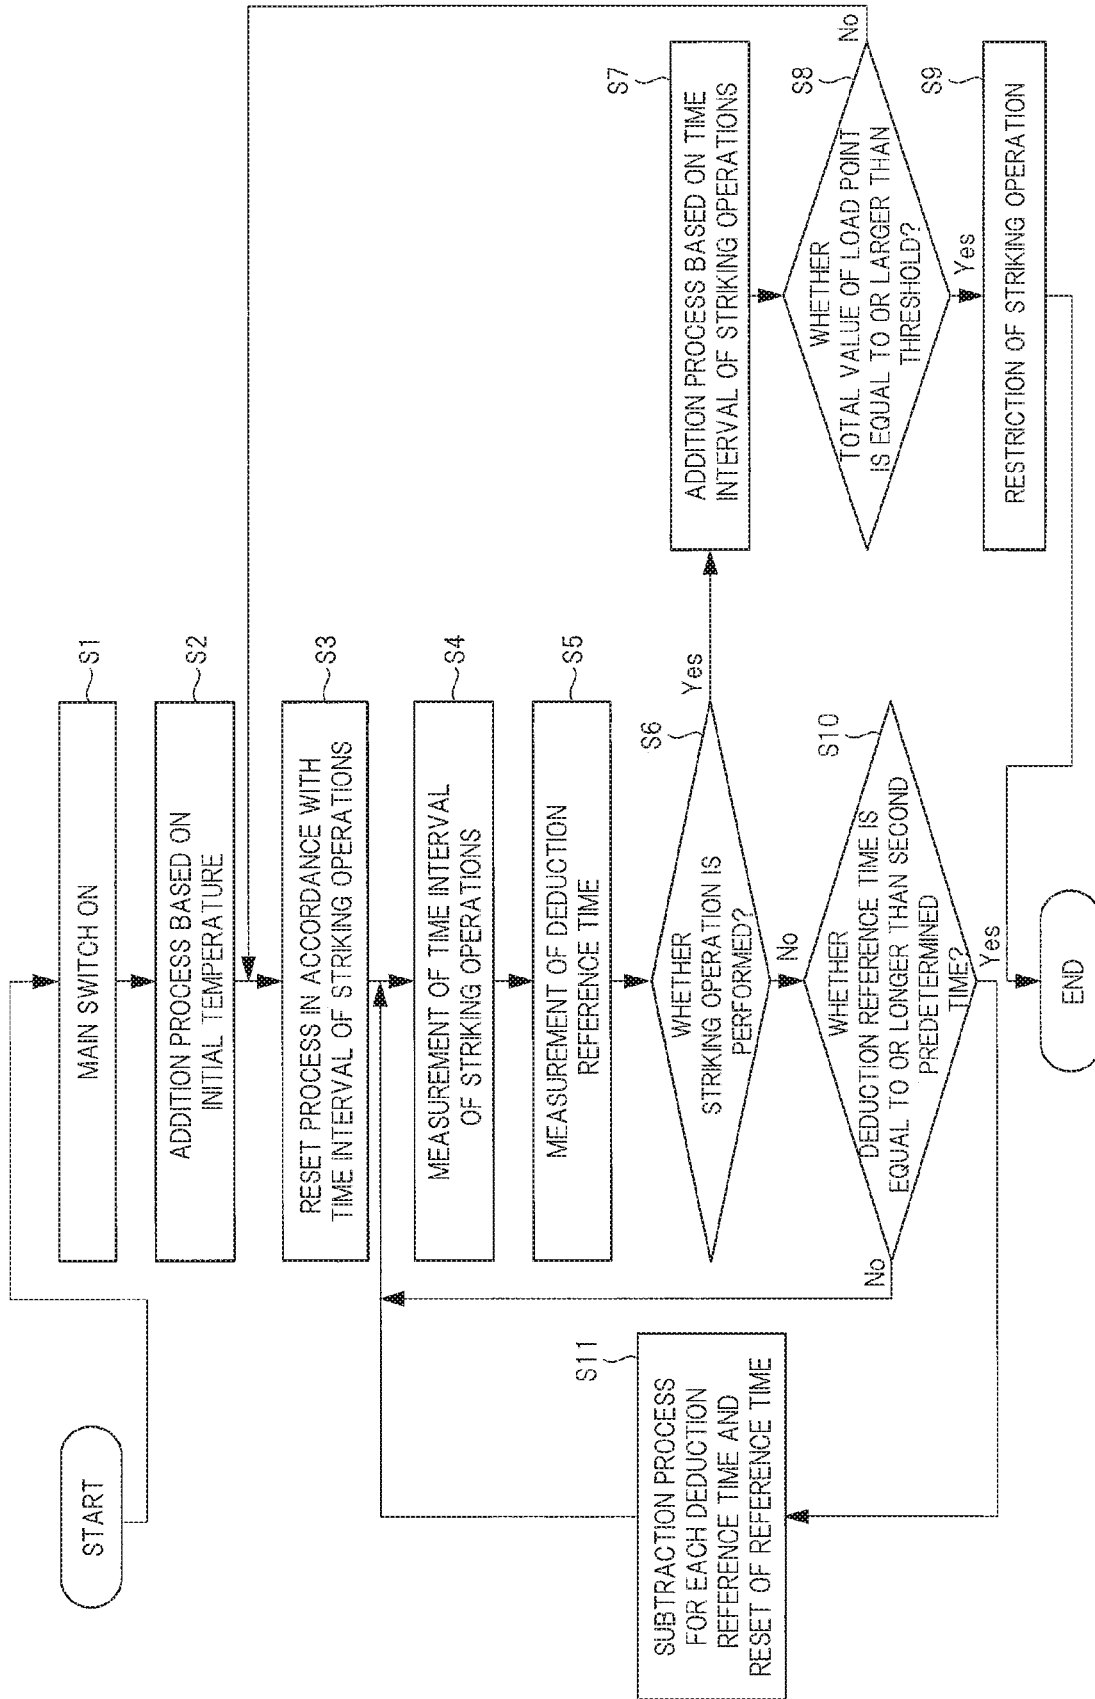 START
MAIN SWITCH ON
S1
ADDITION PROCESS BASED ON
INITIAL TEMPERATURE
S2
RESET PROCESS IN ACCORDANCE WITH
TIME INTERVAL OF STRIKING OPERATIONS
S3
MEASUREMENT OF TIME INTERVAL
OF STRIKING OPERATIONS
S4
MEASUREMENT OF DEDUCTION
REFERENCE TIME
S5
WHETHER
STRIKING OPERATION IS
PERFORMED?
S6
Yes
No
ADDITION PROCESS BASED ON TIME
INTERVAL OF STRIKING OPERATIONS
S7
WHETHER
TOTAL VALUE OF LOAD POINT
IS EQUAL TO OR LARGER THAN
THRESHOLD?
S8
No
Yes
RESTRICTION OF STRIKING OPERATION
S9
WHETHER
DEDUCTION REFERENCE TIME IS
EQUAL TO OR LONGER THAN SECOND
PREDETERMINED
TIME?
S10
No
Yes
SUBTRACTION PROCESS
FOR EACH DEDUCTION
REFERENCE TIME AND
RESET OF REFERENCE TIME
S11
END